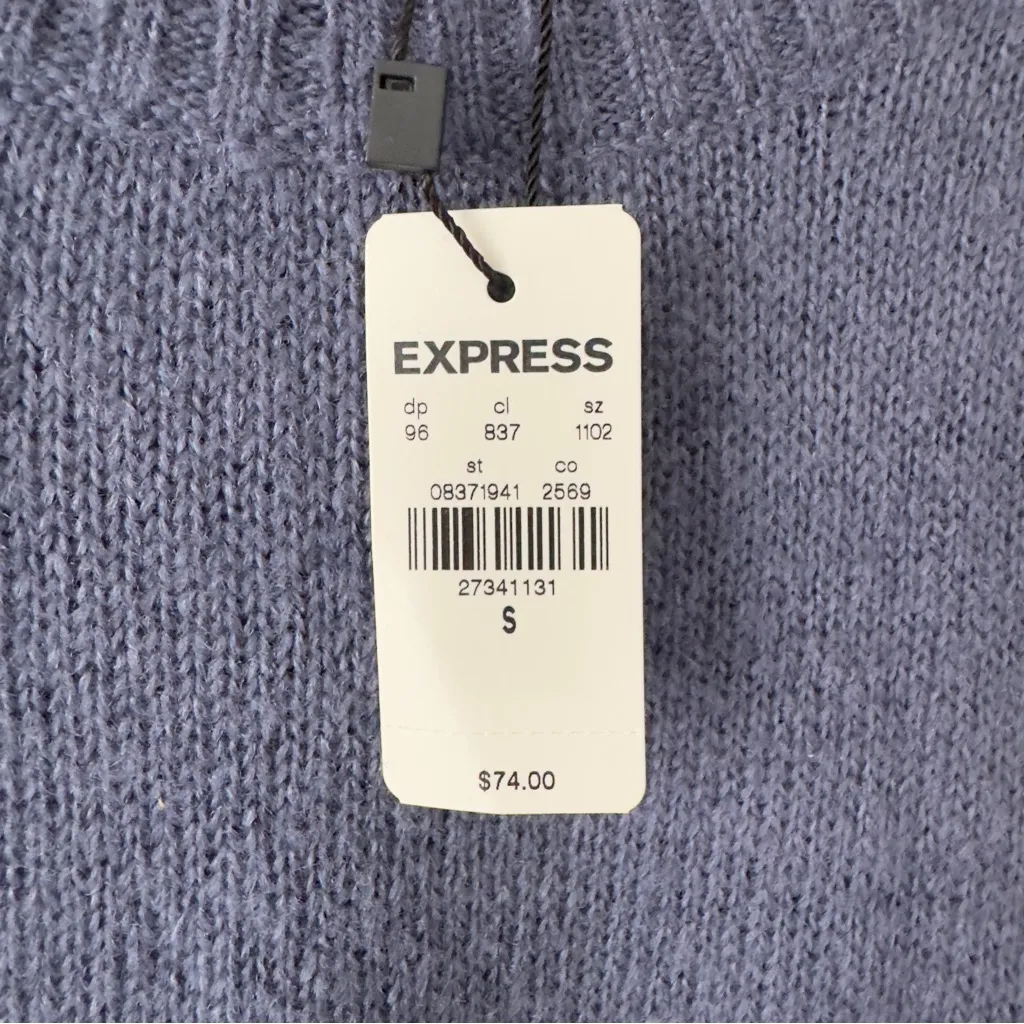 EXPRESS
dp cl sz
96 837 1102
st co
08371941 2569
27341131
S
$74.00